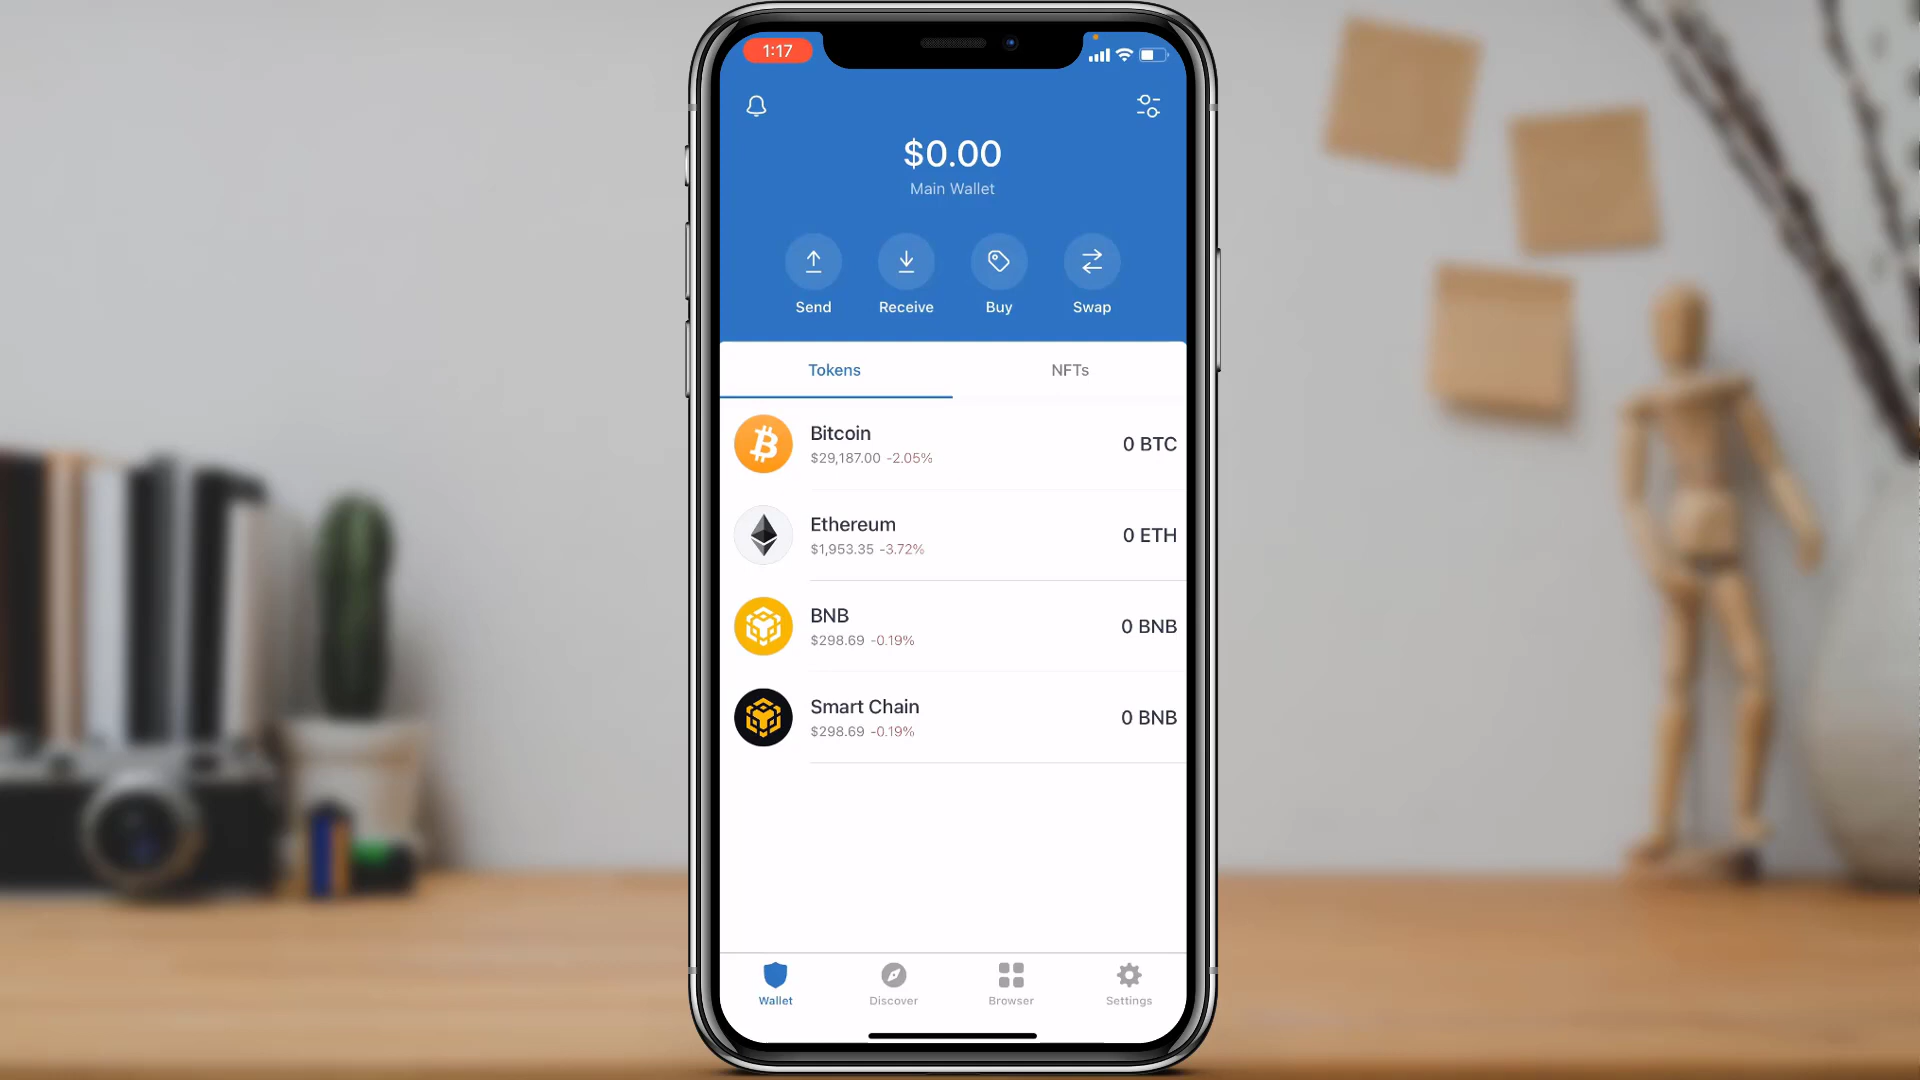 1:17
$0.00
Main Wallet
Send Receive Buy Swap
Tokens NFTs
Bitcoin
0 BTC
$29,187.00 -2.05%
Ethereum
0 ETH
$1,953.35 -3.72%
BNB
0 BNB
$298.69 -0.19%
Smart Chain
0 BNB
$298.69 -0.19%
Wallet Discover Browser Settings